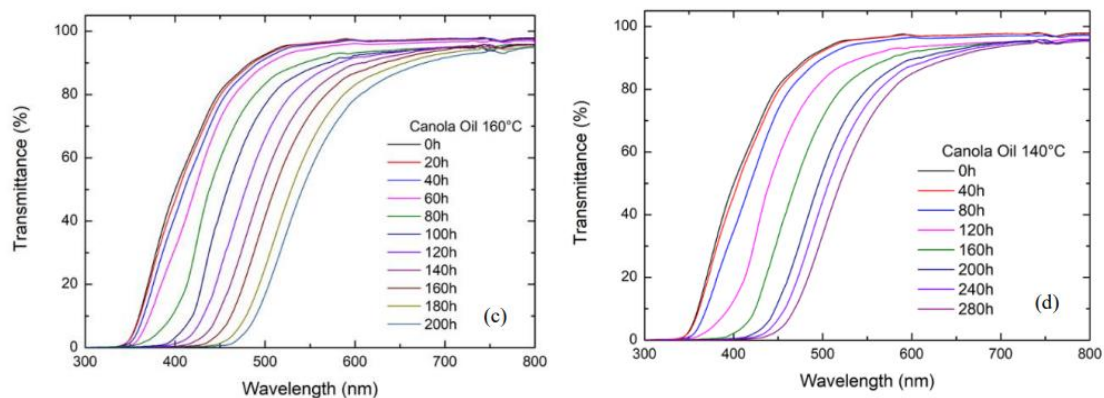 100
80
60
40
20
0
Transmittance (%)
300
400
500
600
700
800
Wavelength (nm)
Canola Oil 160°C
0h
20h
40h
60h
80h
100h
120h
140h
160h
180h
200h
(c)
100
80
60
40
20
0
Transmittance (%)
300
400
500
600
700
800
Wavelength (nm)
Canola Oil 140°C
0h
40h
80h
120h
160h
200h
240h
280h
(d)